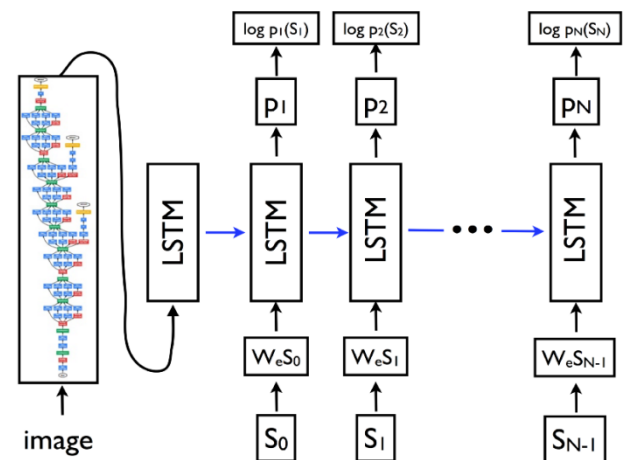 log p₁(S₁) log p₂(S₂) log pN(SN)
p₁ p₂ pN
LSTM LSTM LSTM ••• LSTM
WeS₀ WeS₁ WeSN-1
image S₀ S₁ SN-1